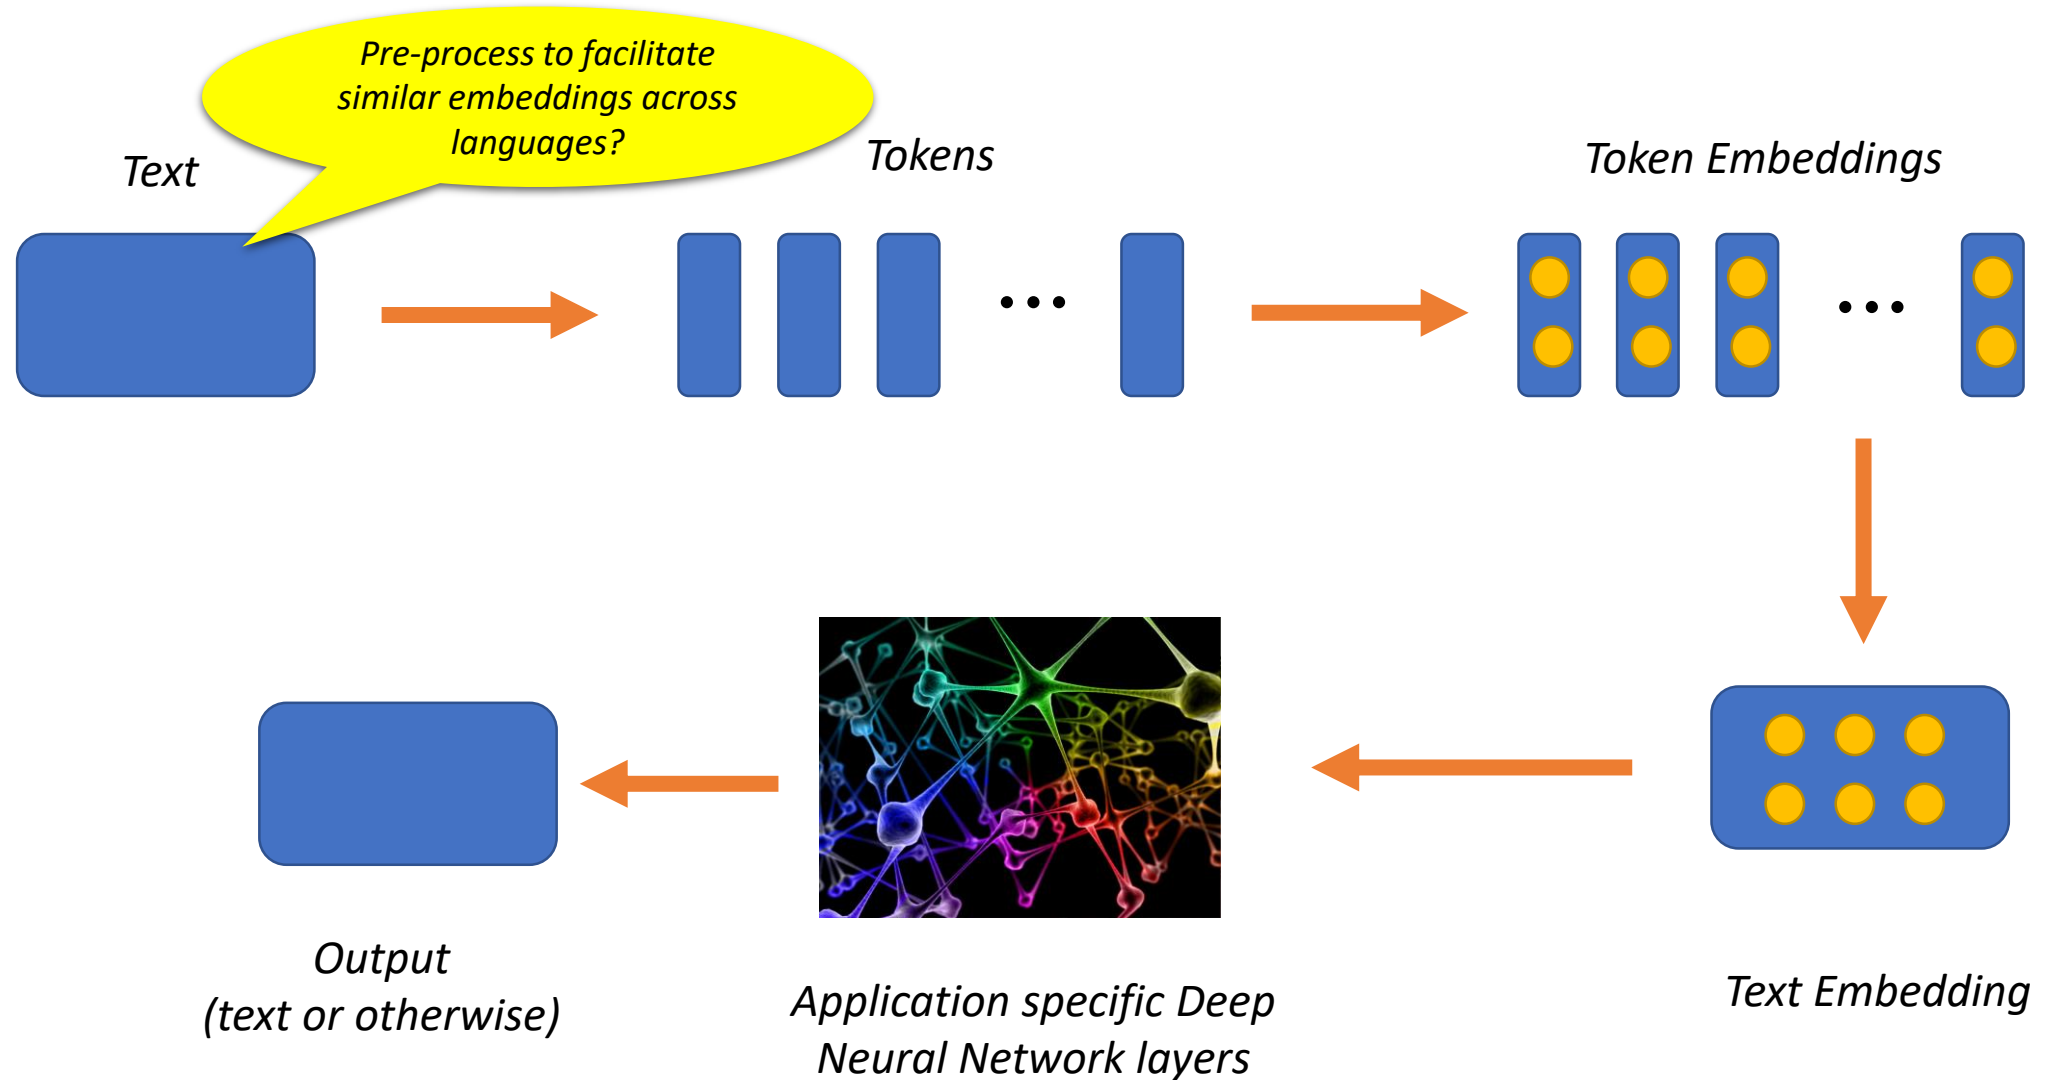 Pre-process to facilitate
similar embeddings across
languages?
Text
Tokens
Token Embeddings
Output
(text or otherwise)
Application specific Deep
Neural Network layers
Text Embedding